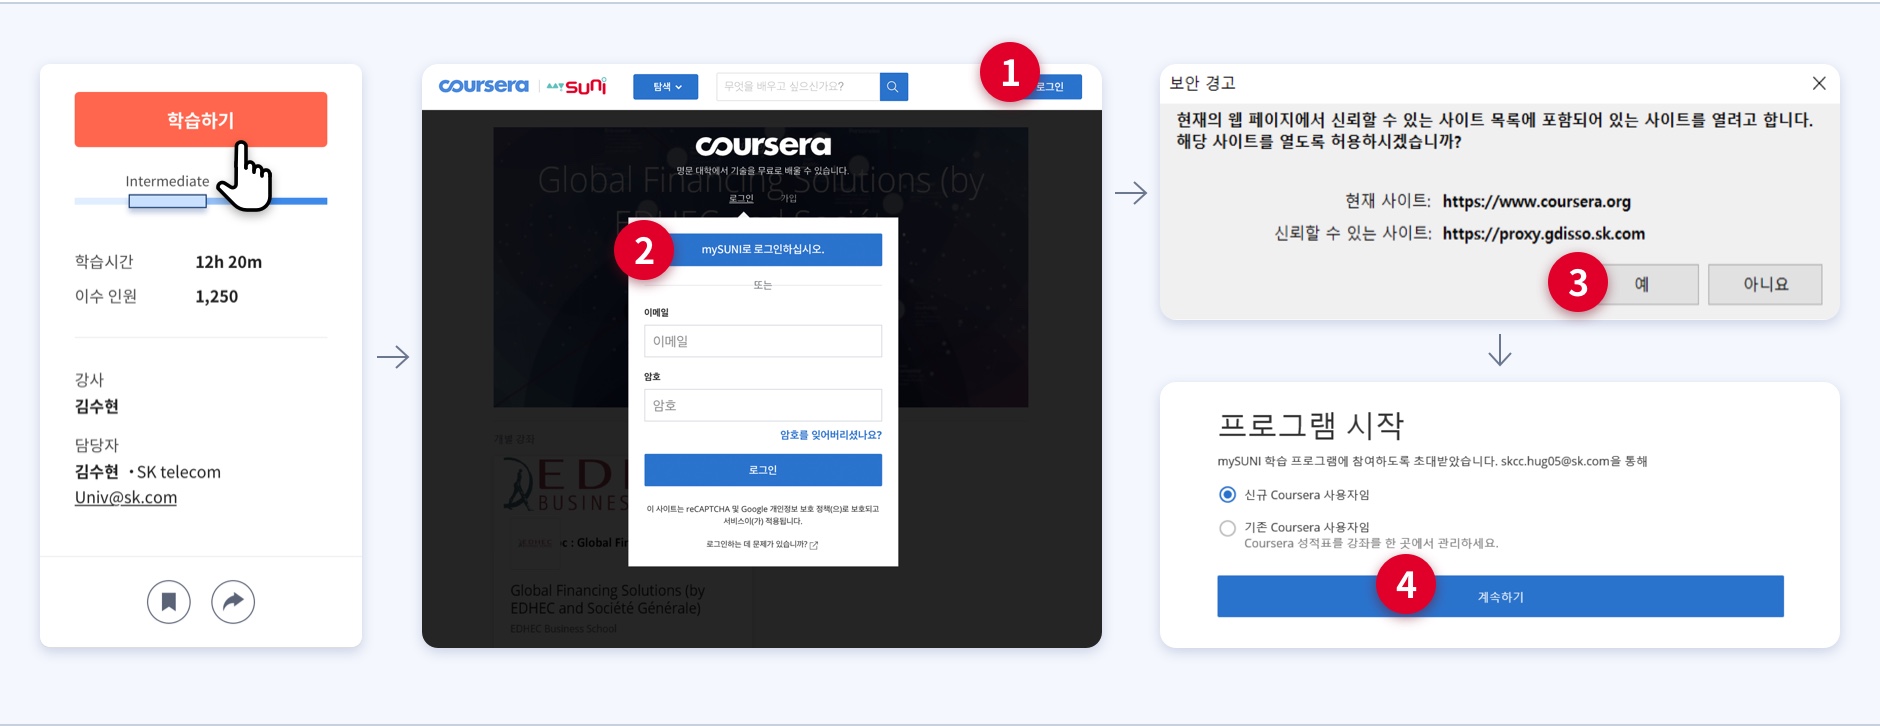 학습하기
Intermediate
학습시간 12h 20m
이수 인원 1,250
강사
김수현
담당자
김수현 · SK telecom
Univ@sk.com
coursera mySUNI 탐색 무엇을 배우고 싶으신가요? 1 로그인
coursera
명문 대학에서 기술을 무료로 배울 수 있습니다.
Global Financing Solutions (by
EDHEC and Société
로그인 가입
2 mySUNI로 로그인하십시오.
또는
이메일
이메일
암호
암호
암호를 잊어버리셨나요?
로그인
이 사이트는 reCAPTCHA 및 Google 개인정보 보호 정책(으)로 보호되고
서비스이(가) 적용됩니다.
로그인하는 데 문제가 있습니까?
개별 강좌
EDH
BUSINES
: Global Fir
Global Financing Solutions (by
EDHEC and Société Générale)
EDHEC Business School
보안 경고
현재의 웹 페이지에서 신뢰할 수 있는 사이트 목록에 포함되어 있는 사이트를 열려고 합니다.
해당 사이트를 열도록 허용하시겠습니까?
현재 사이트: https://www.coursera.org
신뢰할 수 있는 사이트: https://proxy.gdisso.sk.com
3 예 아니요
프로그램 시작
mySUNI 학습 프로그램에 참여하도록 초대받았습니다. skcc.hug05@sk.com을 통해
신규 Coursera 사용자임
기존 Coursera 사용자임
Coursera 성적표를 강좌를 한 곳에서 관리하세요.
4 계속하기